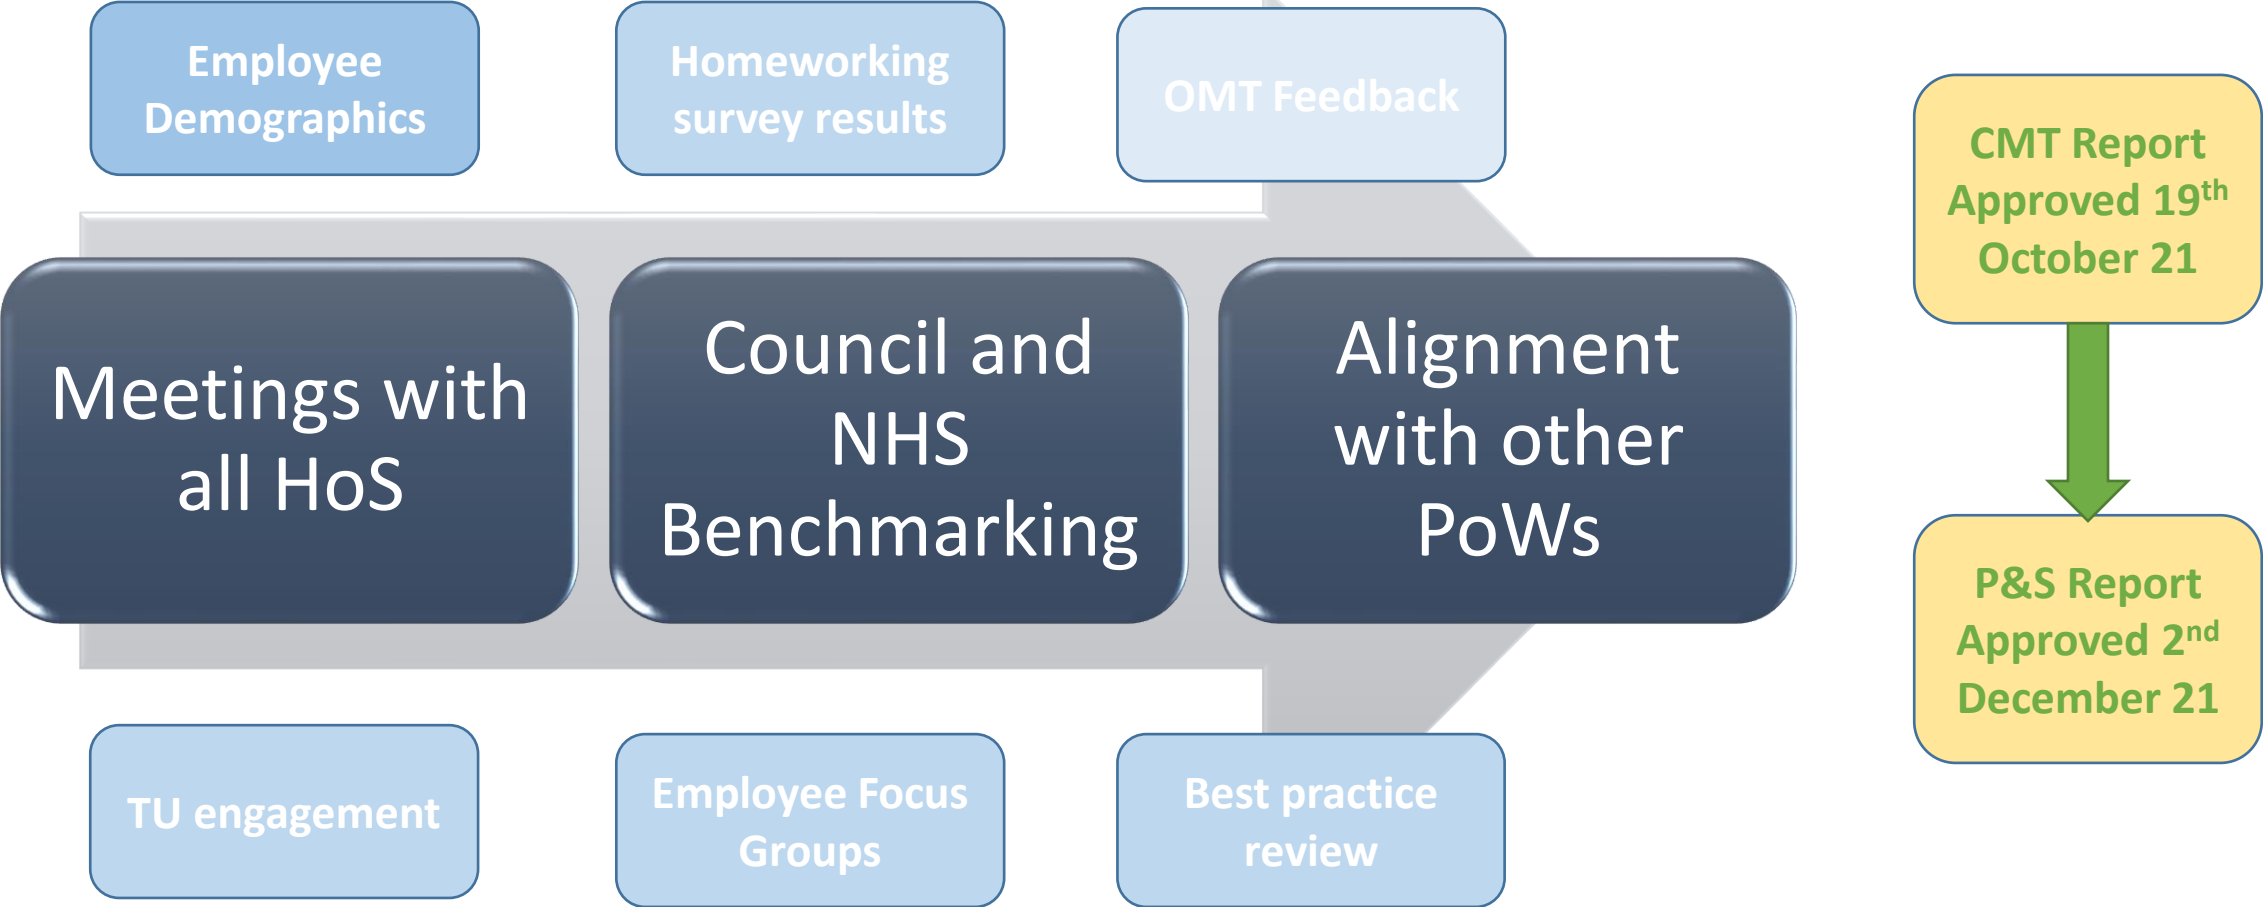 Employee
Demographics
Homeworking
survey results
OMT Feedback
Meetings with
all HoS
Council and
NHS
Benchmarking
Alignment
with other
PoWs
TU engagement
Employee Focus
Groups
Best practice
review
CMT Report
Approved 19th
October 21
P&S Report
Approved 2nd
December 21